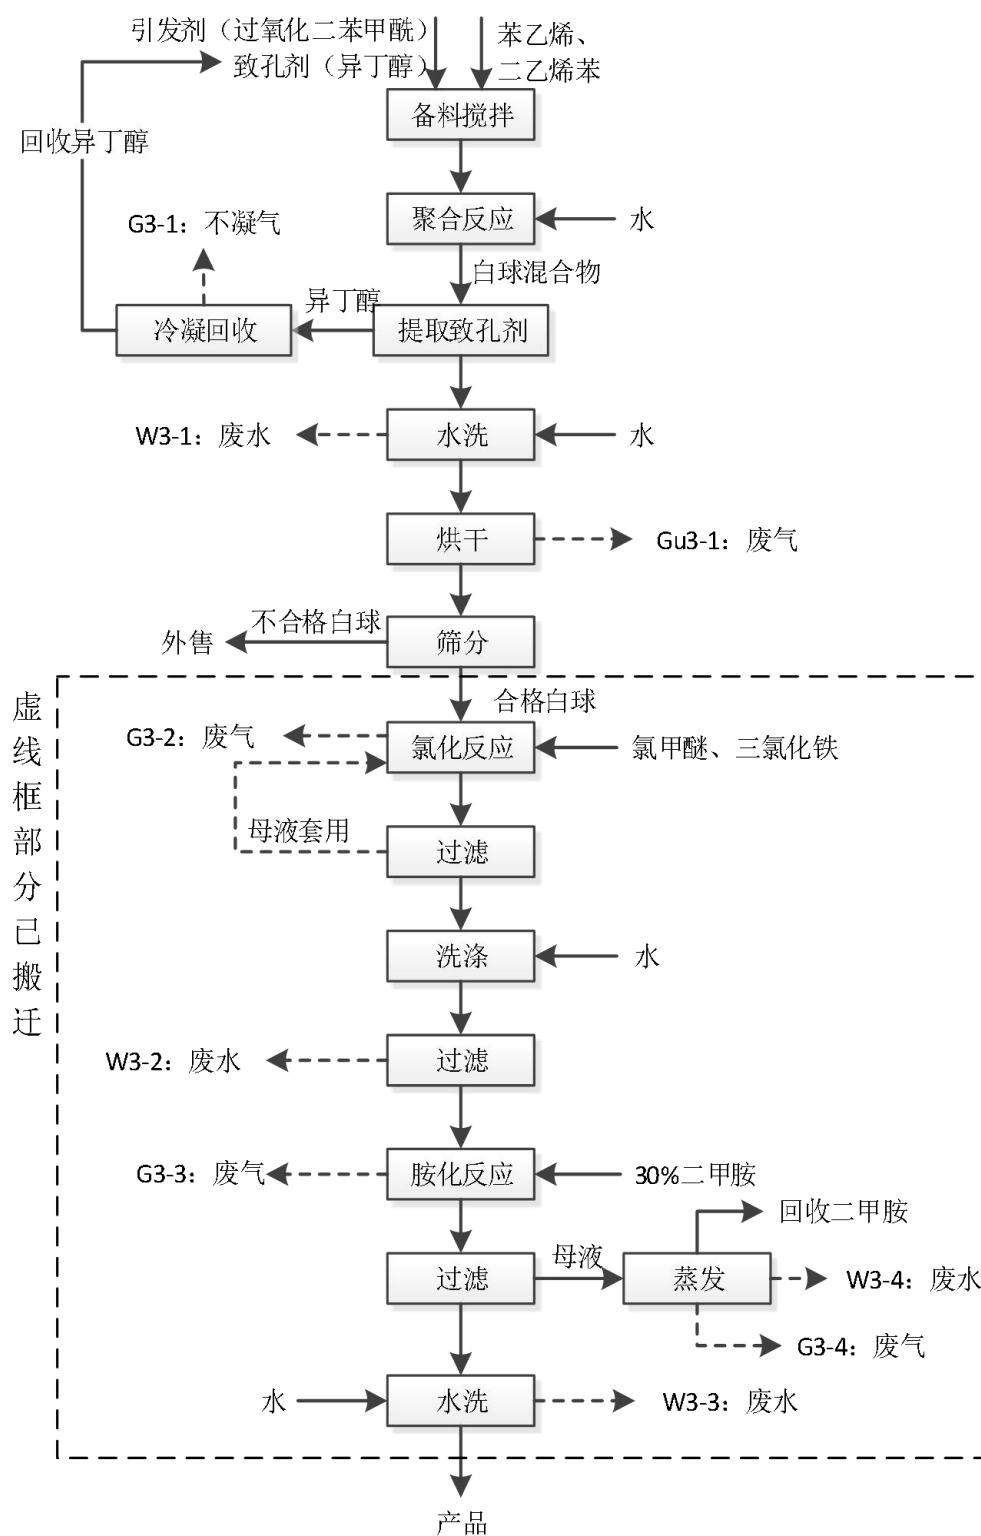 引发剂（过氧化二苯甲酰）
致孔剂（异丁醇）
苯乙烯、
二乙烯苯
备料搅拌
回收异丁醇
聚合反应
水
G3-1：不凝气
白球混合物
异丁醇
冷凝回收
提取致孔剂
W3-1：废水
水洗
水
烘干
Gu3-1：废气
不合格白球
外售
筛分
虚线框部分已搬迁
合格白球
G3-2：废气
氯化反应
氯甲醚、三氯化铁
母液套用
过滤
洗涤
水
W3-2：废水
过滤
G3-3：废气
胺化反应
30%二甲胺
回收二甲胺
过滤
母液
蒸发
W3-4：废水
G3-4：废气
水
水洗
W3-3：废水
产品